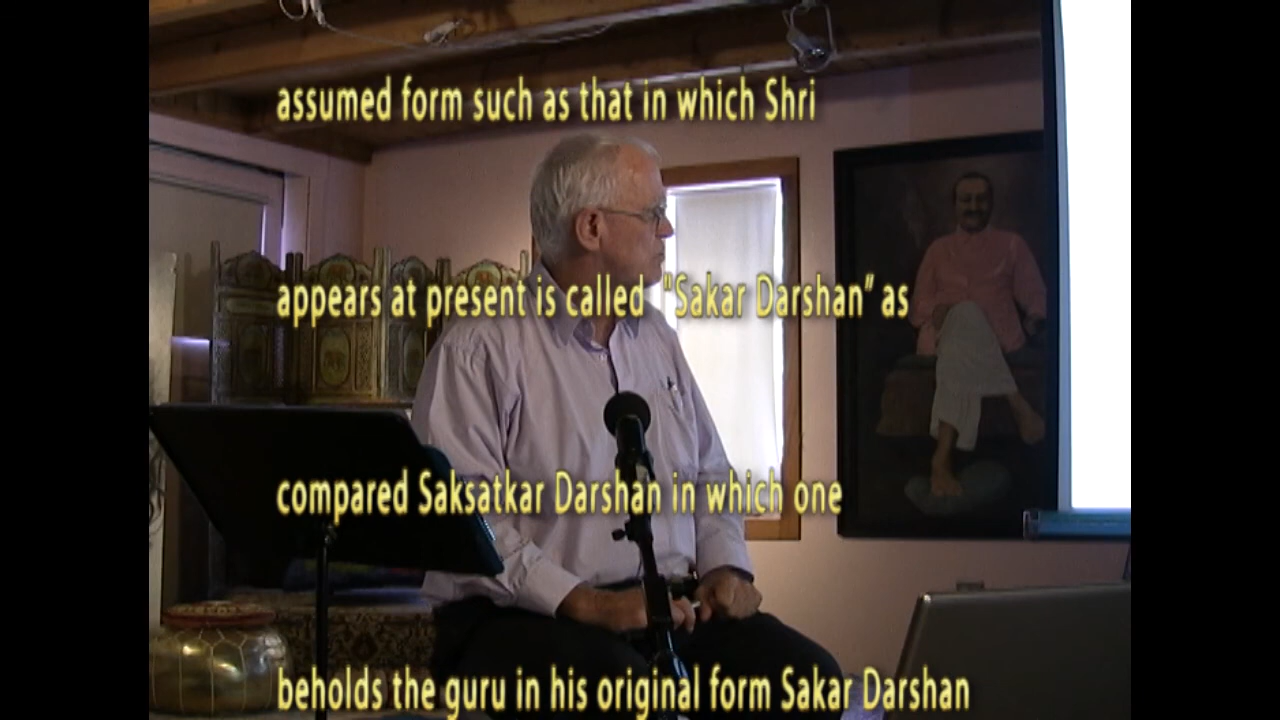 assumed form such as that in which Shri
appears at present is called "Sakar Darshan" as
compared Saksatkar Darshan in which one
beholds the guru in his original form Sakar Darshan